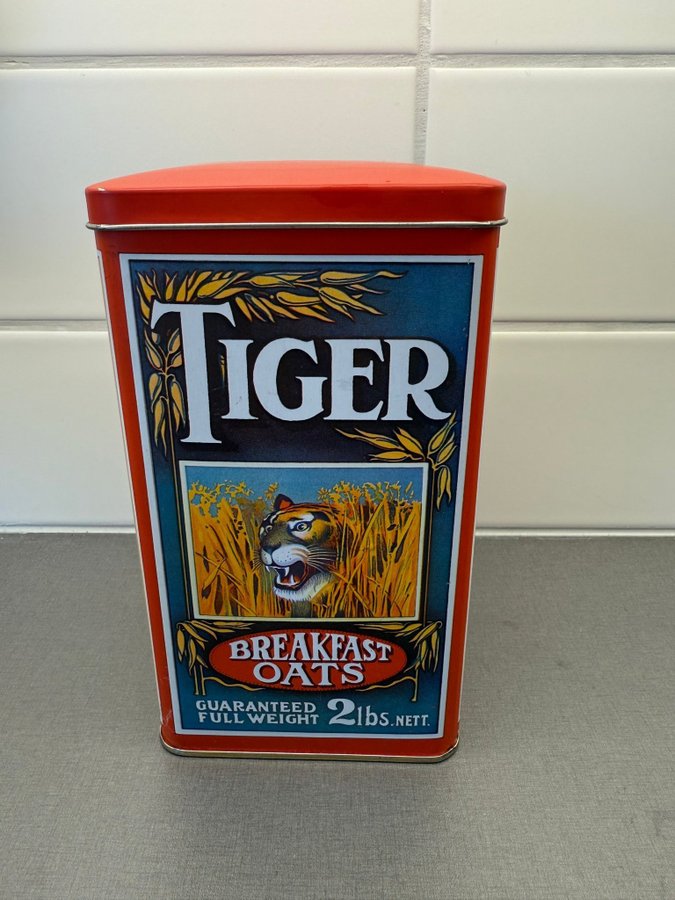 TIGER
BREAKFAST
OATS
GUARANTEED
FULL WEIGHT 2lbs. NETT.